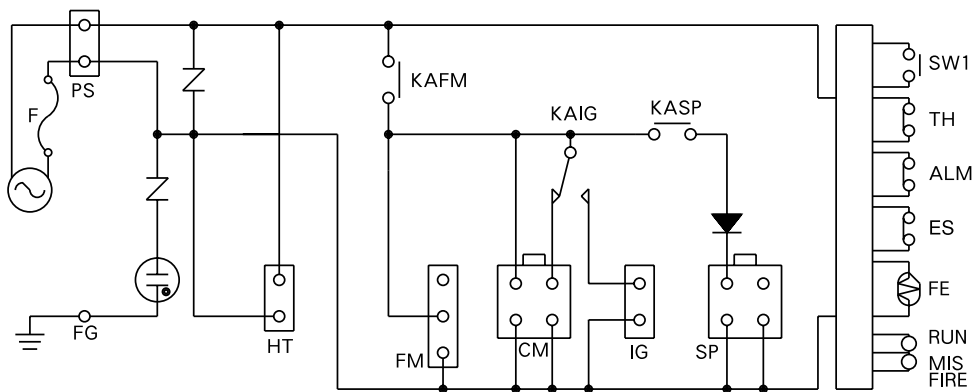 PS
F
KAFM
KAIG
KASP
SW1
TH
ALM
ES
FE
FG
HT
FM
CM
IG
SP
RUN
MIS
FIRE